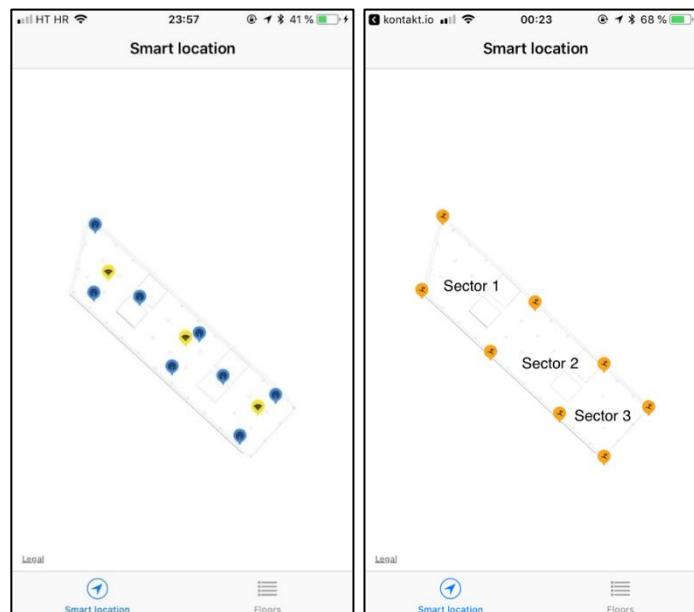 HT HR 23:57 41 %
Smart location
Legal
Smart location Floors
kontakt.io 00:23 68 %
Smart location
Sector 1
Sector 2
Sector 3
Legal
Smart location Floors